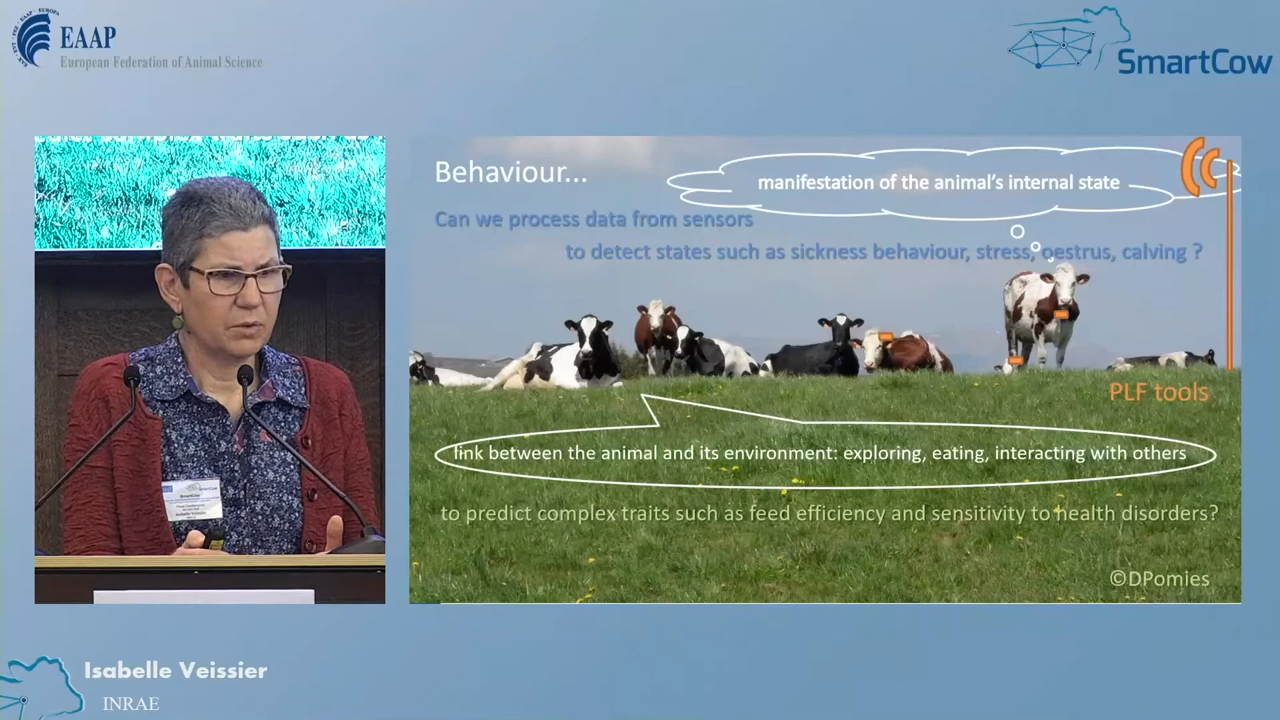 EAAP
European Federation of Animal Science
SmartCow
Behaviour...
manifestation of the animal's internal state
Can we process data from sensors
to detect states such as sickness behaviour, stress, oestrus, calving ?
PLF tools
link between the animal and its environment: exploring, eating, interacting with others
to predict complex traits such as feed efficiency and sensitivity to health disorders?
©DPomies
SmartCow
Isabelle Veissier
Isabelle Veissier
INRAE